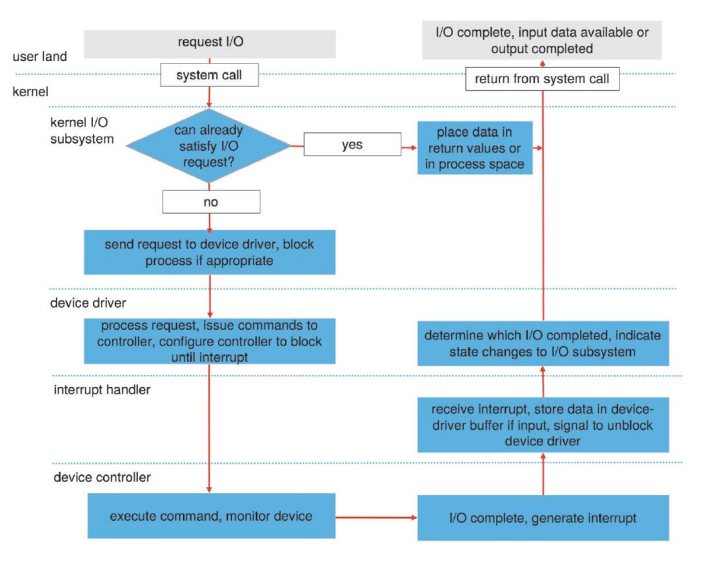 request I/O
I/O complete, input data available or
output completed
user land
system call
return from system call
kernel
kernel I/O
subsystem
can already
satisfy I/O
request?
yes
place data in
return values or
in process space
no
send request to device driver, block
process if appropriate
device driver
process request, issue commands to
controller, configure controller to block
until interrupt
determine which I/O completed, indicate
state changes to I/O subsystem
interrupt handler
receive interrupt, store data in device-
driver buffer if input, signal to unblock
device driver
device controller
execute command, monitor device
I/O complete, generate interrupt